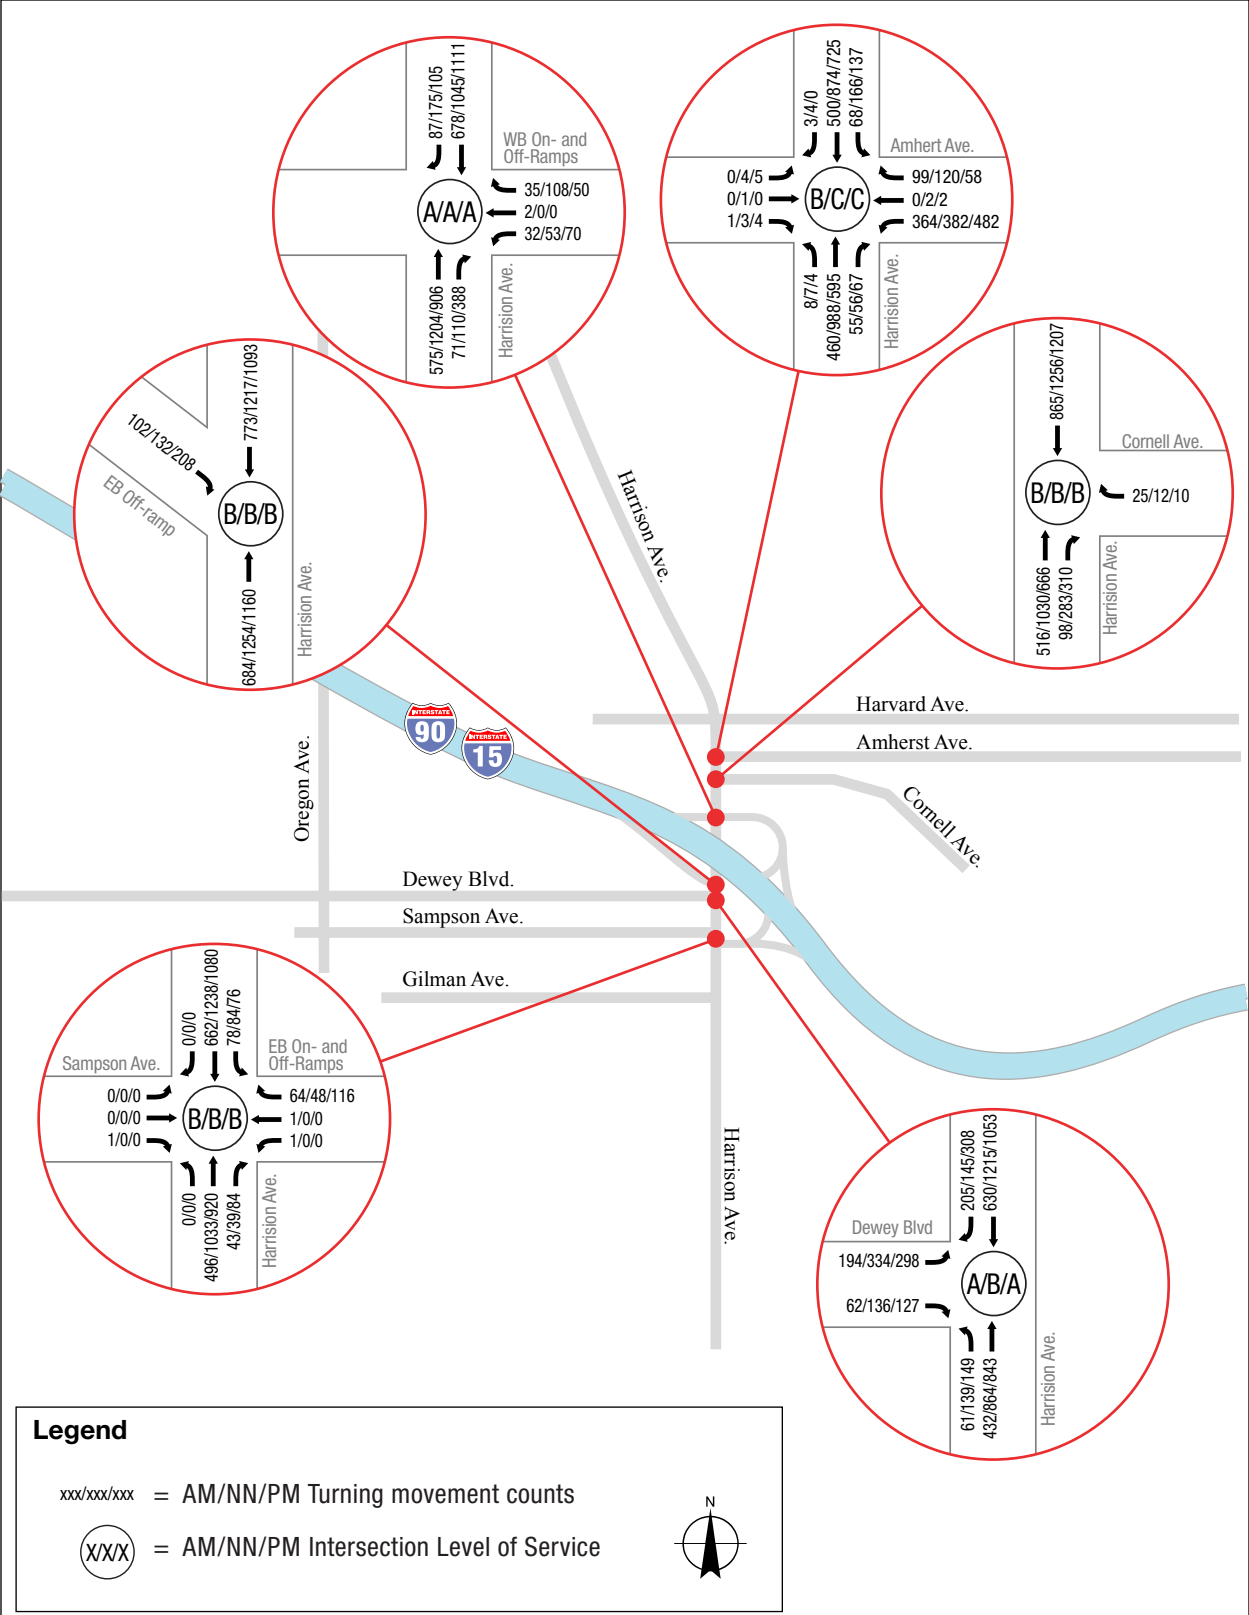 87/175/105
678/1045/1111
WB On- and
Off-Ramps
35/108/50
2/0/0
32/53/70
A/A/A
575/1204/906
71/110/388
Harrision Ave.
3/4/0
500/874/725
68/166/137
Amhert Ave.
0/4/5
0/1/0
1/3/4
B/C/C
99/120/58
0/2/2
364/382/482
8/7/4
460/988/595
55/56/67
Harrision Ave.
102/132/208
773/1217/1093
EB Off-ramp
B/B/B
684/1254/1160
Harrision Ave.
865/1256/1207
Cornell Ave.
B/B/B
25/12/10
516/1030/666
98/283/310
Harrision Ave.
Harrison Ave.
Harvard Ave.
Amherst Ave.
Cornell Ave.
INTERSTATE
90
INTERSTATE
15
Oregon Ave.
Dewey Blvd.
Sampson Ave.
Gilman Ave.
Harrison Ave.
0/0/0
662/1238/1080
78/84/76
Sampson Ave.
EB On- and
Off-Ramps
0/0/0
0/0/0
1/0/0
B/B/B
64/48/116
1/0/0
1/0/0
0/0/0
496/1033/920
43/39/84
Harrision Ave.
205/145/308
630/1215/1053
Dewey Blvd
194/334/298
62/136/127
A/B/A
61/139/149
432/864/843
Harrision Ave.
Legend
xxx/xxx/xxx = AM/NN/PM Turning movement counts
X/X/X = AM/NN/PM Intersection Level of Service
N